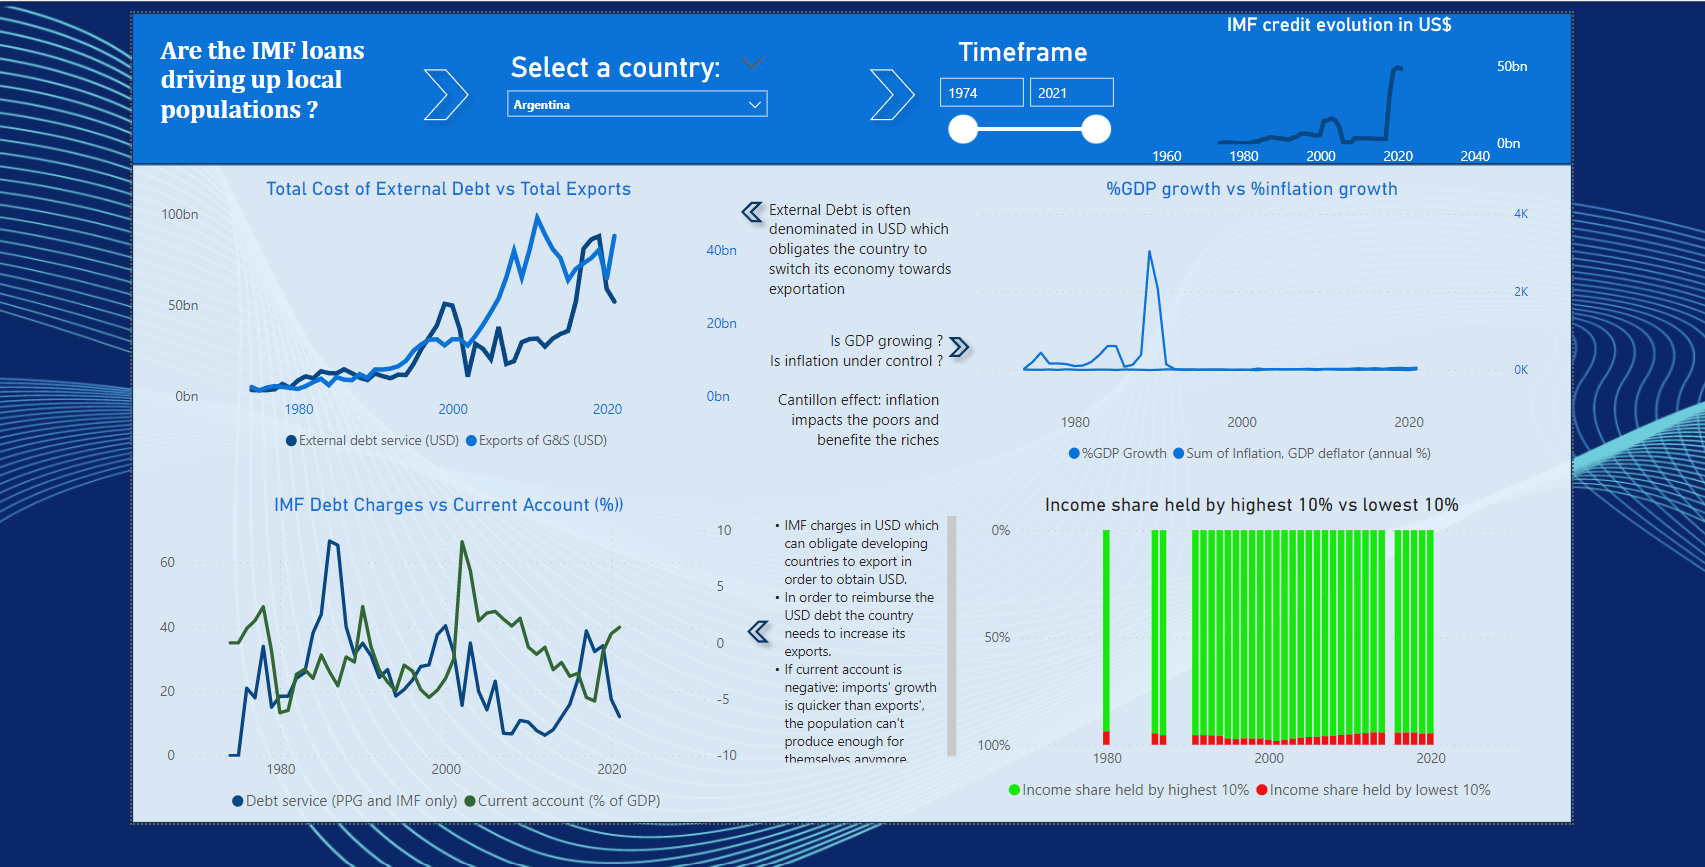 Are the IMF loans
driving up local
populations ?
Select a country:
Argentina
Timeframe
1974
2021
IMF credit evolution in US$
50bn
0bn
1960
1980
2000
2020
2040
Total Cost of External Debt vs Total Exports
100bn
50bn
0bn
40bn
20bn
0bn
1980
2000
2020
External debt service (USD)
Exports of G&S (USD)
External Debt is often
denominated in USD which
obligates the country to
switch its economy towards
exportation
Is GDP growing ?
Is inflation under control ?
Cantillon effect: inflation
impacts the poors and
benefite the riches
%GDP growth vs %inflation growth
4K
2K
0K
1980
2000
2020
%GDP Growth
Sum of Inflation, GDP deflator (annual %)
IMF Debt Charges vs Current Account (%))
60
40
20
0
10
5
0
-5
-10
1980
2000
2020
Debt service (PPG and IMF only)
Current account (% of GDP)
• IMF charges in USD which
can obligate developing
countries to export in
order to obtain USD.
• In order to reimburse the
USD debt the country
needs to increase its
exports.
• If current account is
negative: imports' growth
is quicker than exports',
the population can't
produce enough for
themselves anymore.
Income share held by highest 10% vs lowest 10%
0%
50%
100%
1980
2000
2020
Income share held by highest 10%
Income share held by lowest 10%